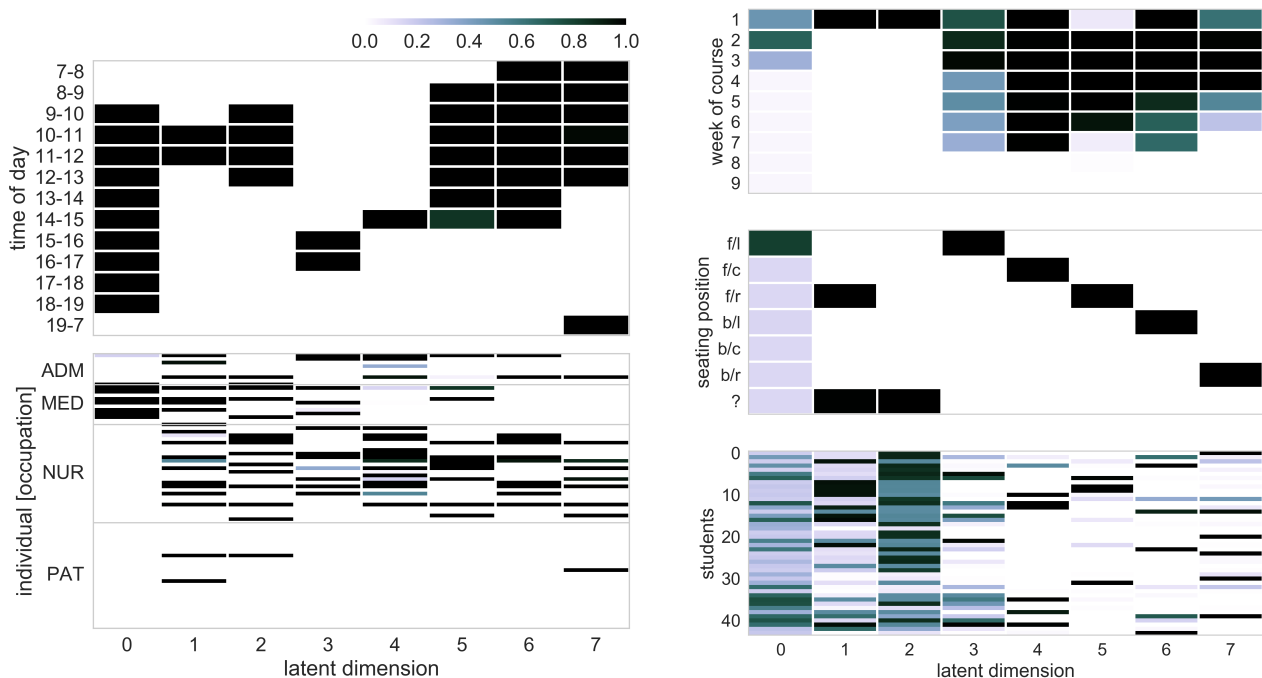 0.0 0.2 0.4 0.6 0.8 1.0
time of day
7-8
8-9
9-10
10-11
11-12
12-13
13-14
14-15
15-16
16-17
17-18
18-19
19-7
individual [occupation]
ADM
MED
NUR
PAT
0 1 2 3 4 5 6 7
latent dimension
week of course
1
2
3
4
5
6
7
8
9
seating position
f/l
f/c
f/r
b/l
b/c
b/r
?
students
0
10
20
30
40
0 1 2 3 4 5 6 7
latent dimension